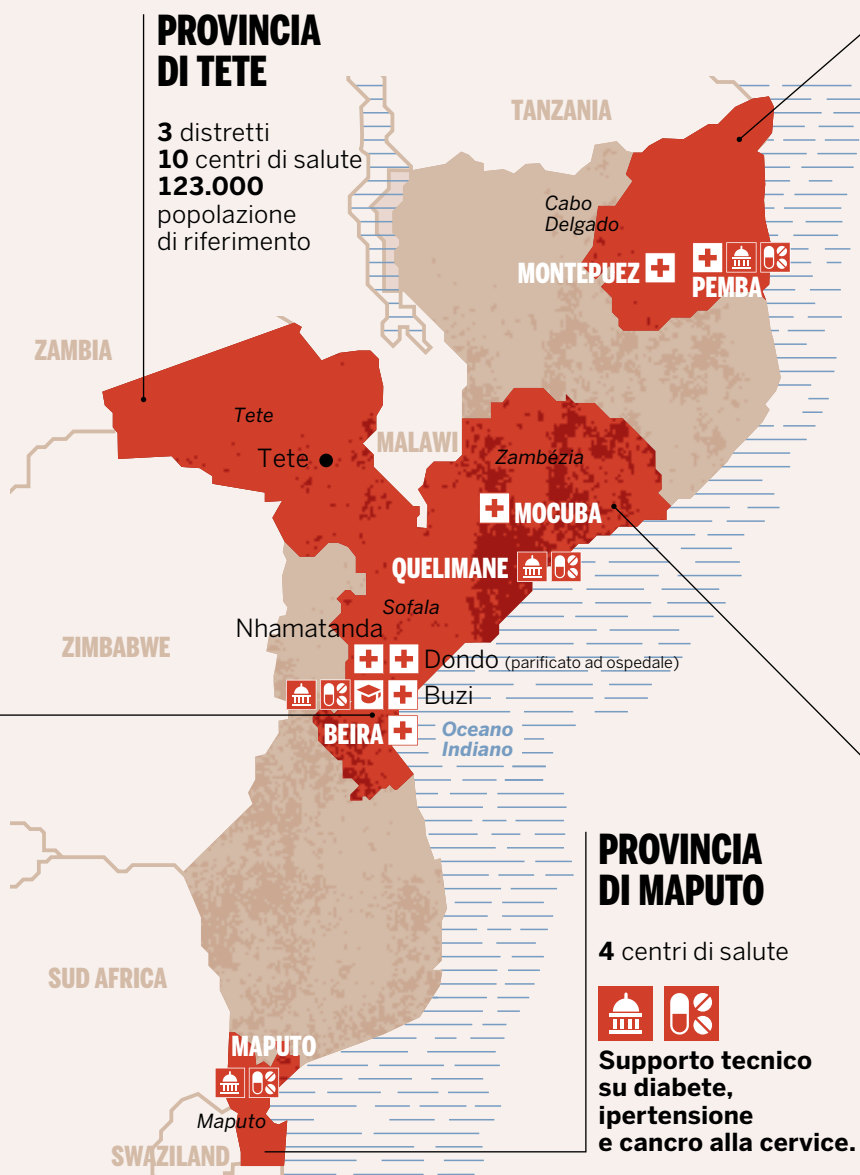 PROVINCIA
DI TETE
3 distretti
10 centri di salute
123.000
popolazione
di riferimento
TANZANIA
Cabo
Delgado
MONTEPUEZ
PEMBA
ZAMBIA
Tete
Tete
MALAWI
Zambézia
MOCUBA
QUELIMANE
Sofala
Nhamatanda
ZIMBABWE
Dondo (parificato ad ospedale)
Buzi
BEIRA
Oceano
Indiano
PROVINCIA
DI MAPUTO
4 centri di salute
Supporto tecnico
su diabete,
ipertensione
e cancro alla cervice.
SUD AFRICA
MAPUTO
Maputo
SWAZILAND